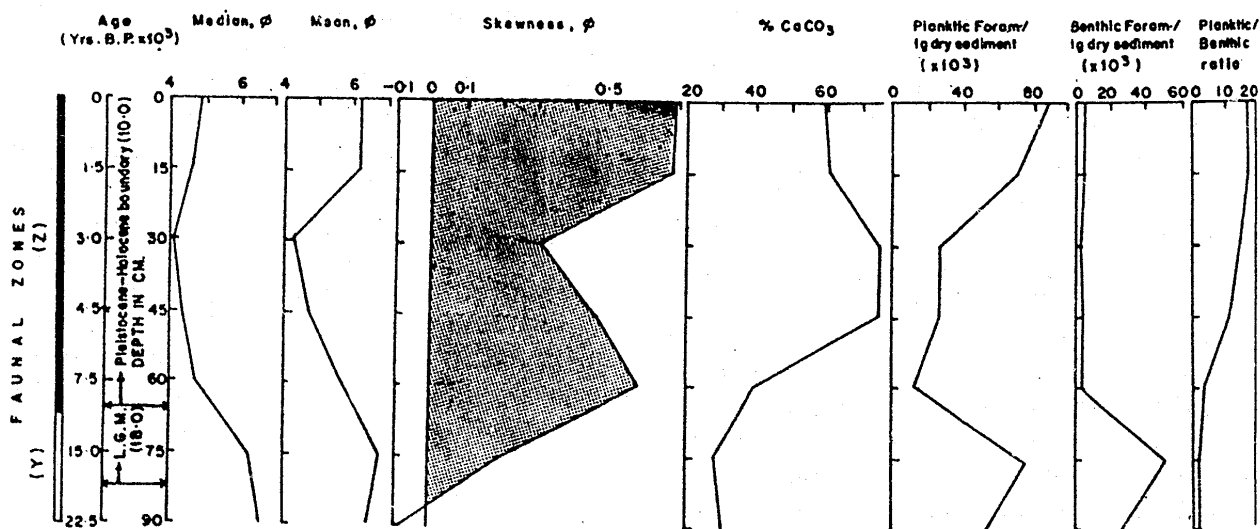 Age
(Yrs. B.P. x10³)
Median, ø
Mean, ø
Skewness, ø
% CaCO₃
Planktic Foram-/
1g dry sediment
(x10³)
Benthic Foram-/
1g dry sediment
(x10³)
Planktic/
Benthic
ratio
4 6
4 6
-0·1 0 0·1 0·5
20 60
0 40 80
0 20 60
0 10 20
0
1·5
3·0
4·5
7·5
15·0
22·5
0
15
30
45
60
75
90
FAUNAL ZONES
(Z)
(Y)
Pleistocene-Holocene boundary (10·0)
DEPTH IN CM.
L.G.M.
(18·0)